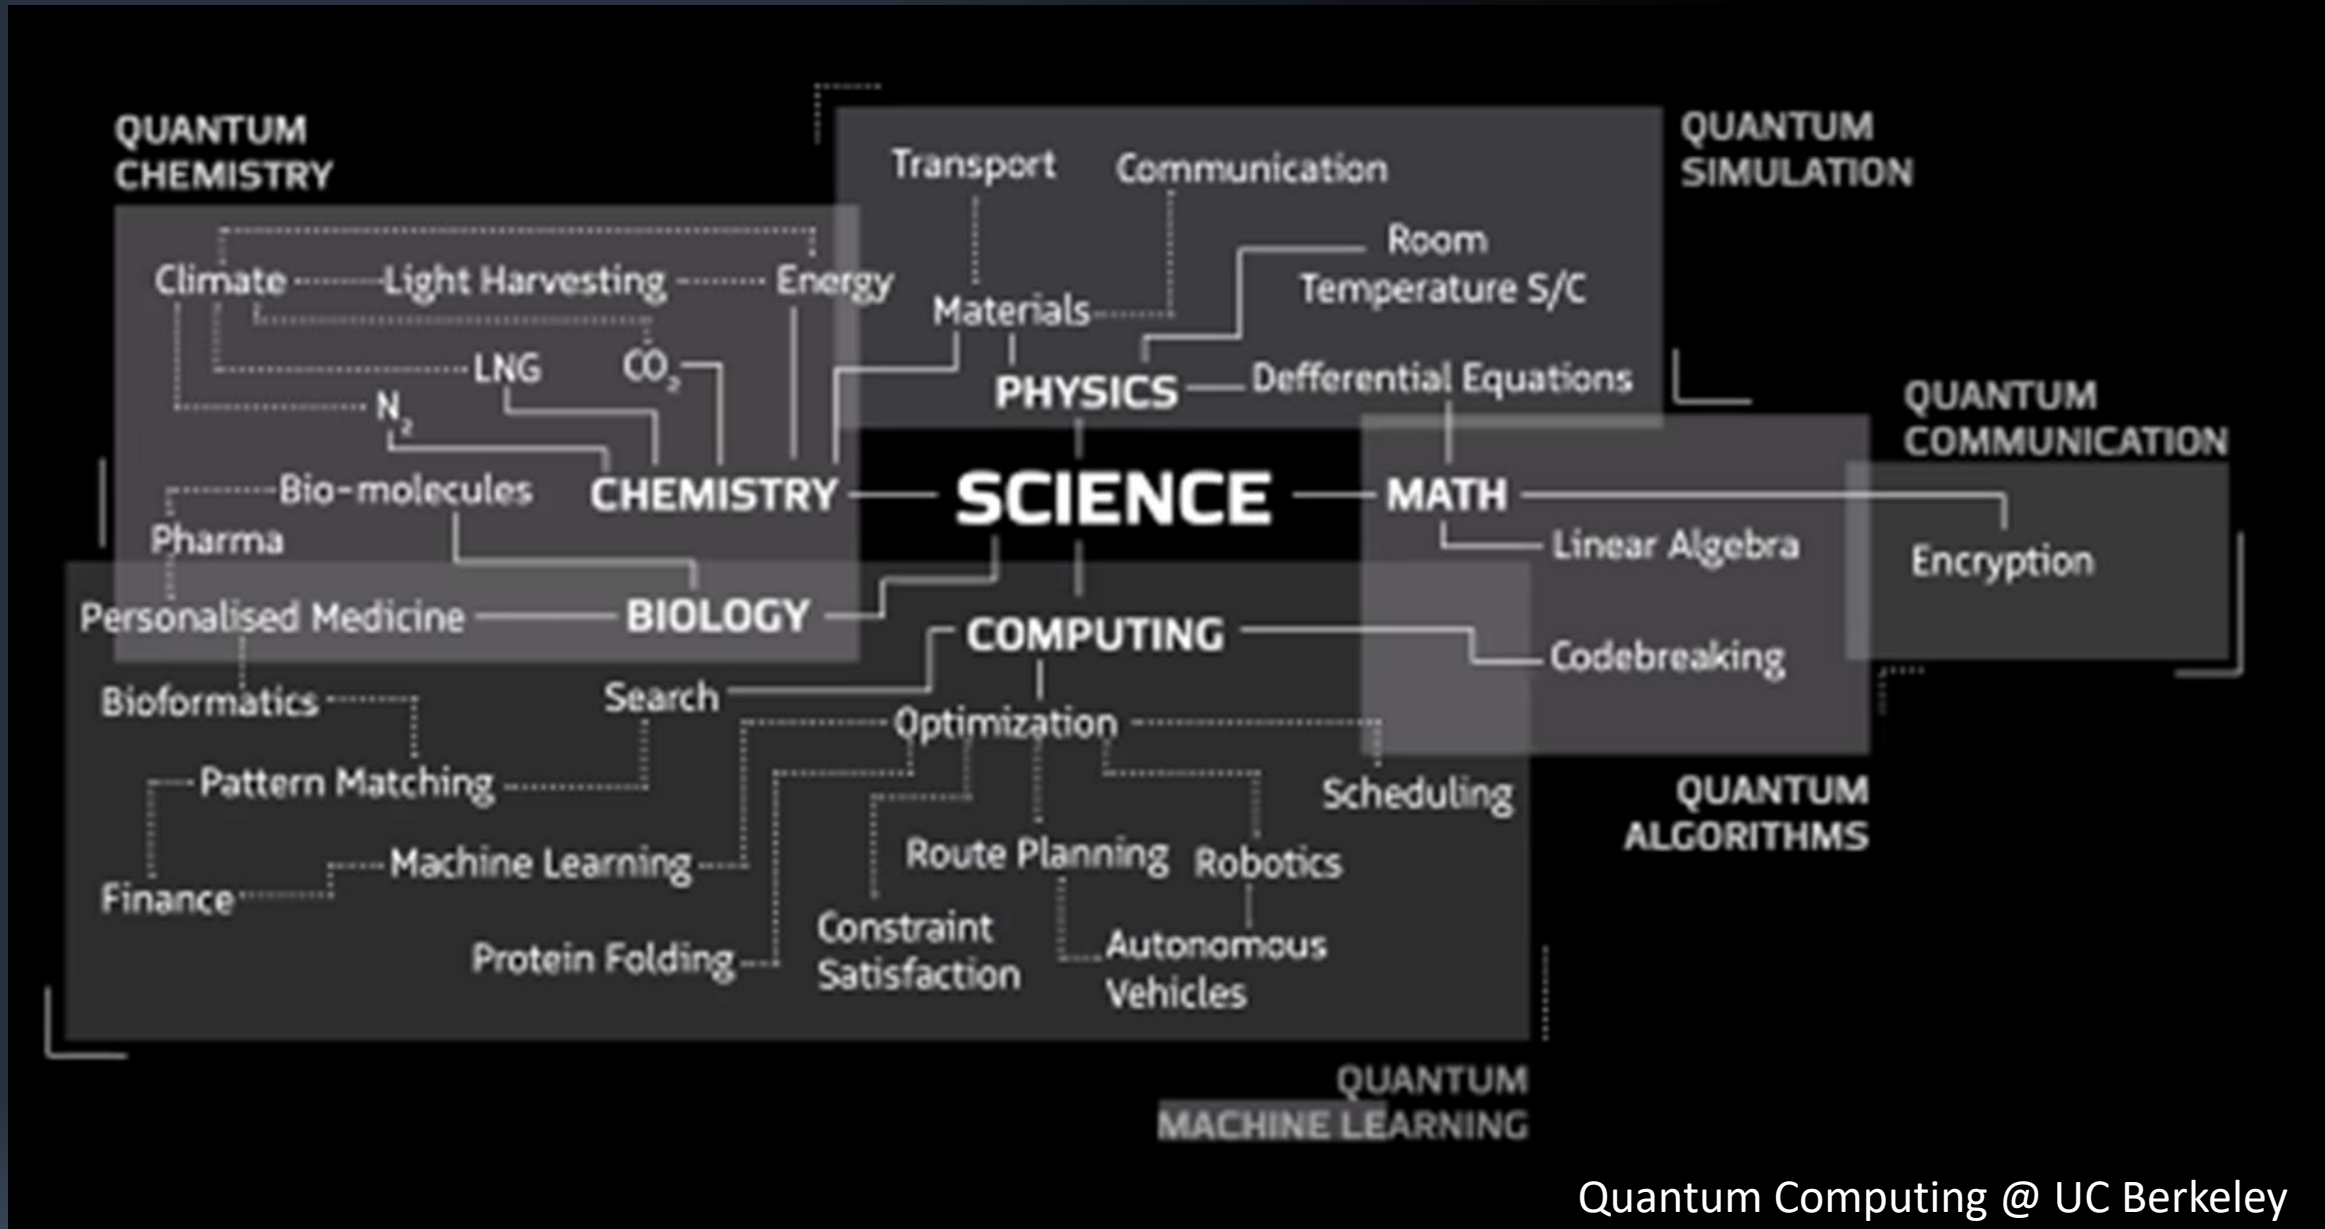 QUANTUM
CHEMISTRY
QUANTUM
SIMULATION
Transport
Communication
Room
Temperature S/C
Climate
Light Harvesting
Energy
Materials
LNG
CO2
N2
PHYSICS
Defferential Equations
QUANTUM
COMMUNICATION
Bio-molecules
CHEMISTRY
SCIENCE
MATH
Pharma
Linear Algebra
Encryption
Personalised Medicine
BIOLOGY
COMPUTING
Codebreaking
Bioformatics
Search
Optimization
Pattern Matching
Scheduling
QUANTUM
ALGORITHMS
Machine Learning
Route Planning
Robotics
Finance
Constraint
Satisfaction
Protein Folding
Autonomous
Vehicles
QUANTUM
MACHINE LEARNING
Quantum Computing @ UC Berkeley